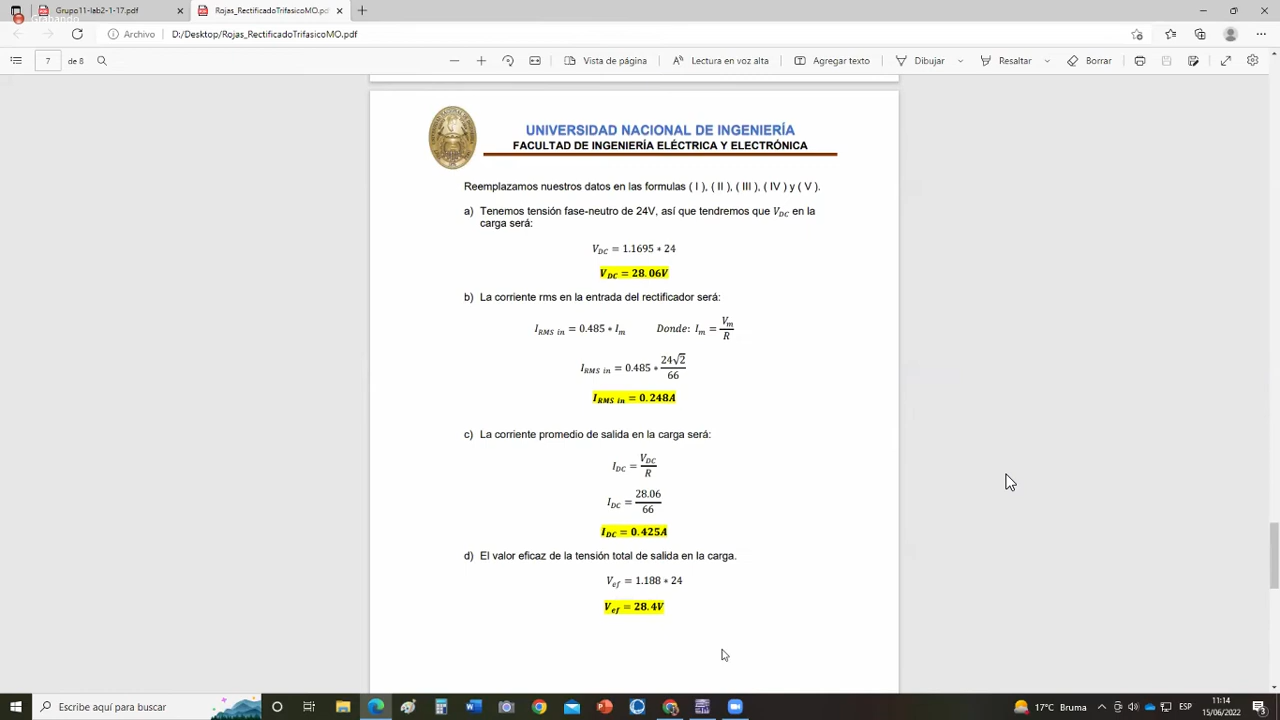 Grupo11-lab2-1-17.pdf
Rojas_RectificadoTrifasicoMO.pdf
Grabando
Archivo
D:/Desktop/Rojas_RectificadoTrifasicoMO.pdf
7
de 8
Vista de página
Lectura en voz alta
Agregar texto
Dibujar
Resaltar
Borrar
UNIVERSIDAD NACIONAL DE INGENIERÍA
FACULTAD DE INGENIERÍA ELÉCTRICA Y ELECTRÓNICA
Reemplazamos nuestros datos en las formulas ( I ), ( II ), ( III ), ( IV ) y ( V ).
a) Tenemos tensión fase-neutro de 24V, así que tendremos que V_DC en la
carga será:
V_DC = 1.1695 ∗ 24
V_DC = 28.06V
b) La corriente rms en la entrada del rectificador será:
I_RMS in = 0.485 ∗ I_m Donde: I_m = V_m/R
I_RMS in = 0.485 ∗ 24√2/66
I_RMS in = 0.248A
c) La corriente promedio de salida en la carga será:
I_DC = V_DC/R
I_DC = 28.06/66
I_DC = 0.425A
d) El valor eficaz de la tensión total de salida en la carga.
V_ef = 1.188 ∗ 24
V_ef = 28.4V
Escribe aquí para buscar
17°C Bruma
ESP
11:14
15/06/2022
3